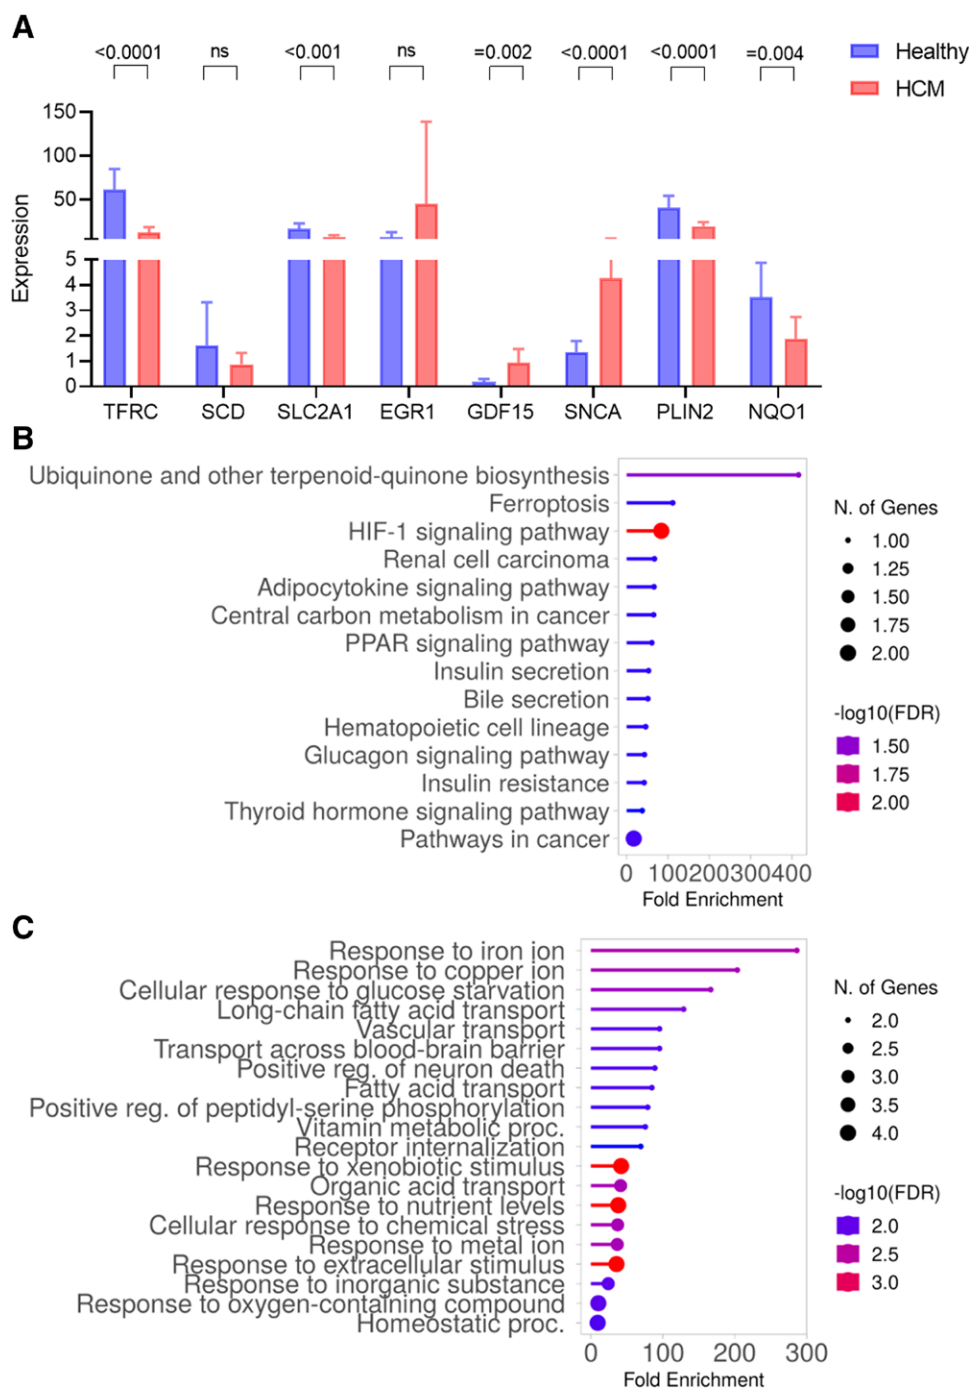 A
<0.0001 ns <0.001 ns =0.002 <0.0001 <0.0001 =0.004
Healthy
HCM
Expression
150
100
50
5
4
3
2
1
0
TFRC SCD SLC2A1 EGR1 GDF15 SNCA PLIN2 NQO1
B
Ubiquinone and other terpenoid-quinone biosynthesis
Ferroptosis
HIF-1 signaling pathway
Renal cell carcinoma
Adipocytokine signaling pathway
Central carbon metabolism in cancer
PPAR signaling pathway
Insulin secretion
Bile secretion
Hematopoietic cell lineage
Glucagon signaling pathway
Insulin resistance
Thyroid hormone signaling pathway
Pathways in cancer
0 100 200 300 400
Fold Enrichment
N. of Genes
1.00
1.25
1.50
1.75
2.00
-log10(FDR)
1.50
1.75
2.00
C
Response to iron ion
Response to copper ion
Cellular response to glucose starvation
Long-chain fatty acid transport
Vascular transport
Transport across blood-brain barrier
Positive reg. of neuron death
Fatty acid transport
Positive reg. of peptidyl-serine phosphorylation
Vitamin metabolic proc.
Receptor internalization
Response to xenobiotic stimulus
Organic acid transport
Response to nutrient levels
Cellular response to chemical stress
Response to metal ion
Response to extracellular stimulus
Response to inorganic substance
Response to oxygen-containing compound
Homeostatic proc.
0 100 200 300
Fold Enrichment
N. of Genes
2.0
2.5
3.0
3.5
4.0
-log10(FDR)
2.0
2.5
3.0